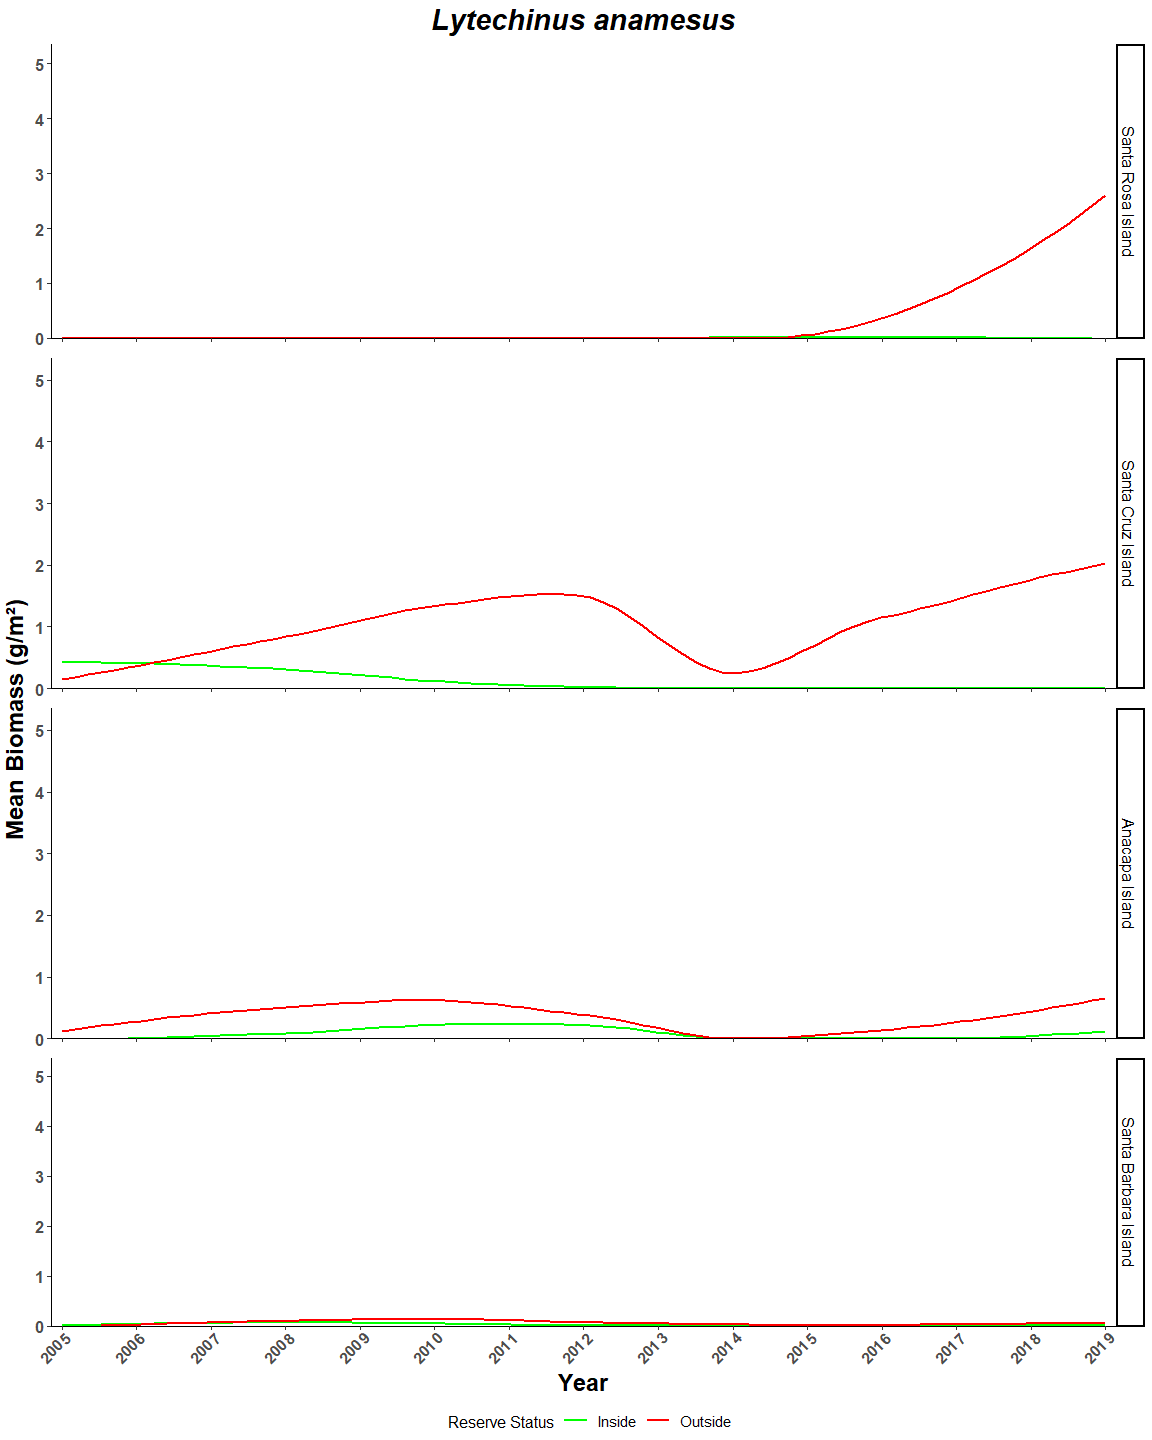 Lytechinus anamesus
Mean Biomass (g/m²)
5
4
3
2
1
0
Santa Rosa Island
5
4
3
2
1
0
Santa Cruz Island
5
4
3
2
1
0
Anacapa Island
5
4
3
2
1
0
Santa Barbara Island
2005 2006 2007 2008 2009 2010 2011 2012 2013 2014 2015 2016 2017 2018 2019
Year
Reserve Status Inside Outside